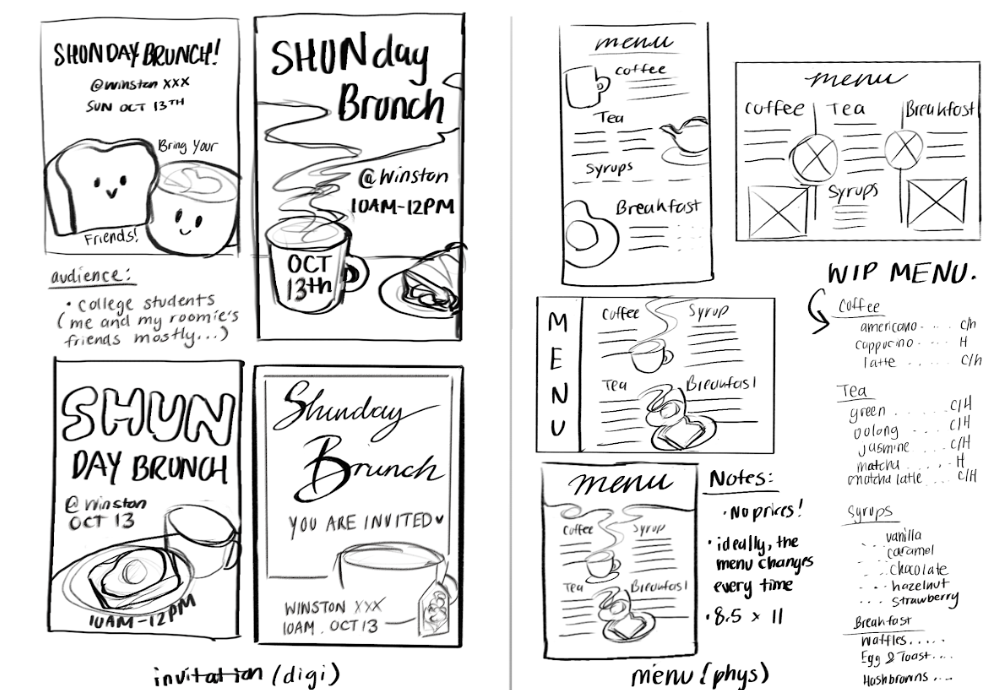 SHUNDAY BRUNCH!
@winston XXX
SUN OCT 13TH
Bring Your
Friends!
SHUNday
Brunch
@Winston
10AM-12PM
OCT
13th
audience:
• college students
(me and my roomie's
friends mostly...)
SHUN
DAY BRUNCH
@ Winston
OCT 13
10AM-12PM
Shunday
Brunch
YOU ARE INVITED
WINSTON XXX
10AM. OCT 13
invitation (digi)
menu
coffee
Tea
Syrups
Breakfast
menu
coffee Tea Breakfast
Syrups
MENU
Coffee Syrup
Tea Breakfast
menu
Coffee Syrup
Tea Breakfast
Notes:
• No prices!
• ideally, the
menu changes
every time
• 8.5 x 11
menu (phys)
WIP MENU.
Coffee
americano .... c/h
cappucino ... H
latte .... c/h
Tea
green .... C/H
oolong .... C/H
jasmine .... C/H
matcha .... H
matcha latte ... C/H
Syrups
... vanilla
... caramel
... chocolate
... hazelnut
... strawberry
Breakfast
Waffles.....
Egg & Toast...
Hashbrowns ...